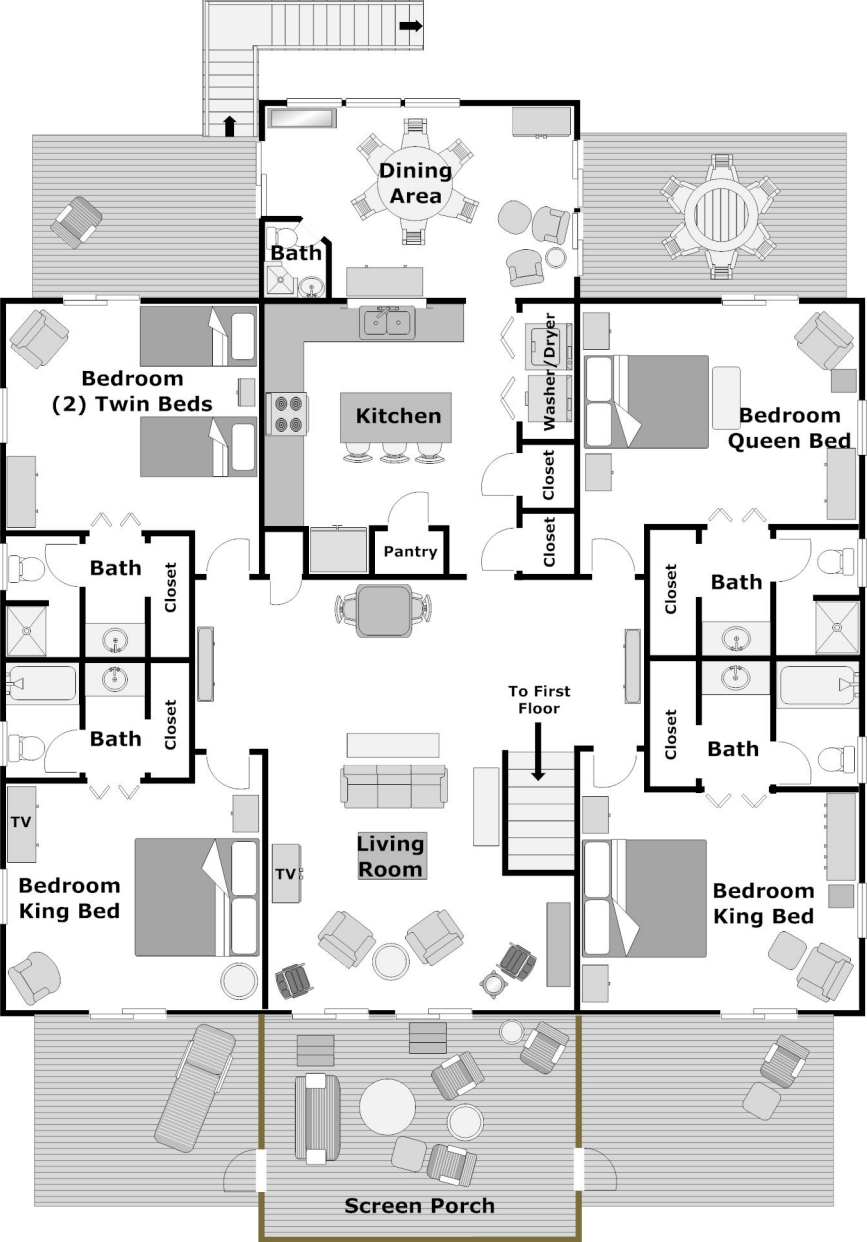 Dining
Area
Bath
Bedroom
(2) Twin Beds
Kitchen
Washer/Dryer
Bedroom
Queen Bed
Closet
Closet
Pantry
Bath
Closet
Closet
Bath
To First
Floor
Bath
Closet
Closet
Bath
TV
Living
Room
TV
Bedroom
King Bed
Bedroom
King Bed
Screen Porch